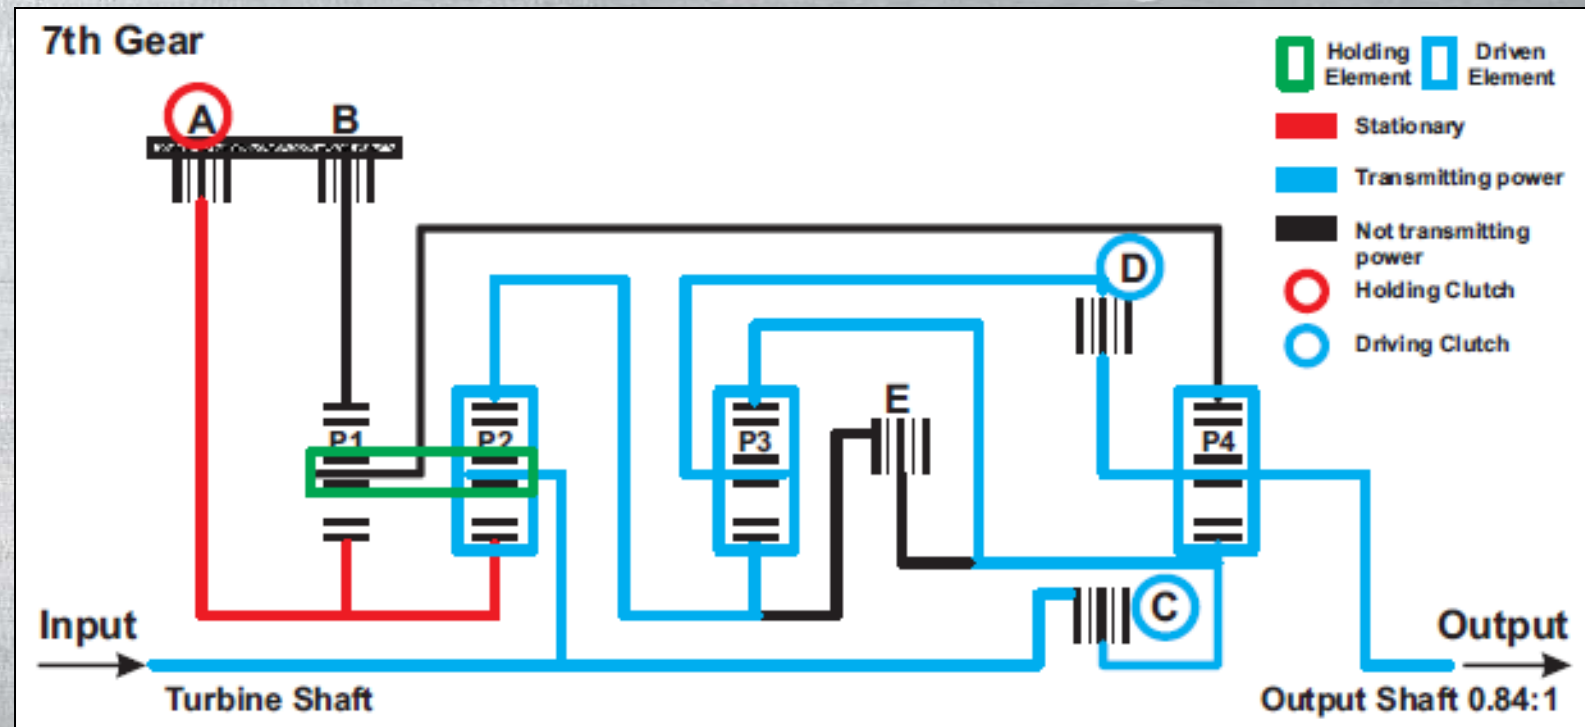 7th Gear
Holding Element
Driven Element
A
B
Stationary
Transmitting power
Not transmitting
power
D
Holding Clutch
Driving Clutch
E
P1
P2
P3
P4
C
Input
Output
Turbine Shaft
Output Shaft 0.84:1